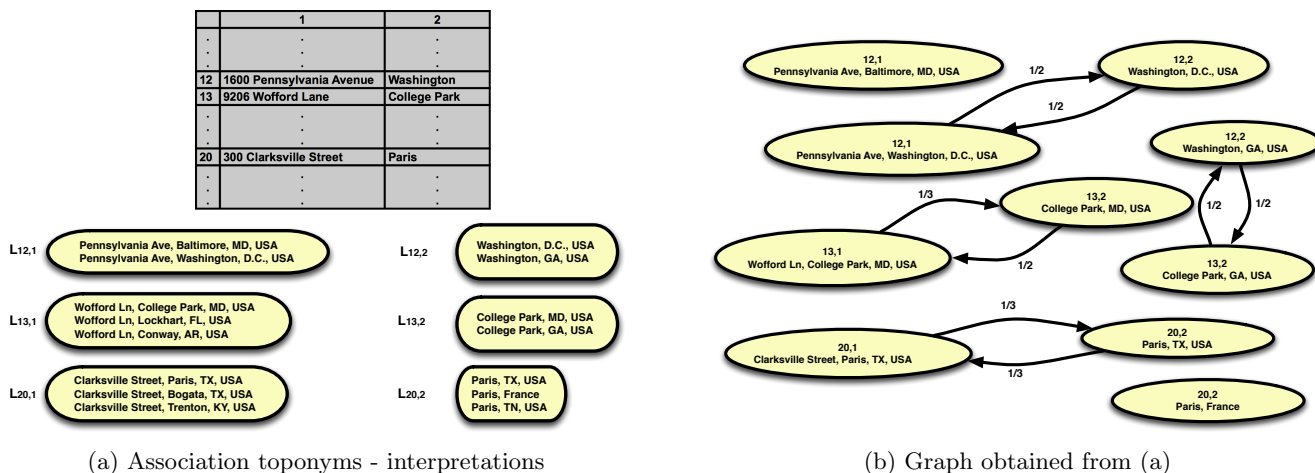 1 2
. .
. . .
. . .
12 1600 Pennsylvania Avenue Washington
13 9206 Wofford Lane College Park
. . .
. . .
. . .
20 300 Clarksville Street Paris
. . .
. . .
. . .
L12,1
Pennsylvania Ave, Baltimore, MD, USA
Pennsylvania Ave, Washington, D.C., USA
L12,2
Washington, D.C., USA
Washington, GA, USA
L13,1
Wofford Ln, College Park, MD, USA
Wofford Ln, Lockhart, FL, USA
Wofford Ln, Conway, AR, USA
L13,2
College Park, MD, USA
College Park, GA, USA
L20,1
Clarksville Street, Paris, TX, USA
Clarksville Street, Bogata, TX, USA
Clarksville Street, Trenton, KY, USA
L20,2
Paris, TX, USA
Paris, France
Paris, TN, USA
(a) Association toponyms - interpretations
12,1
Pennsylvania Ave, Baltimore, MD, USA
1/2
12,2
Washington, D.C., USA
1/2
12,1
Pennsylvania Ave, Washington, D.C., USA
12,2
Washington, GA, USA
1/3
13,2
College Park, MD, USA
1/2
1/2
13,1
Wofford Ln, College Park, MD, USA
1/2
13,2
College Park, GA, USA
1/3
20,1
Clarksville Street, Paris, TX, USA
20,2
Paris, TX, USA
1/3
20,2
Paris, France
(b) Graph obtained from (a)